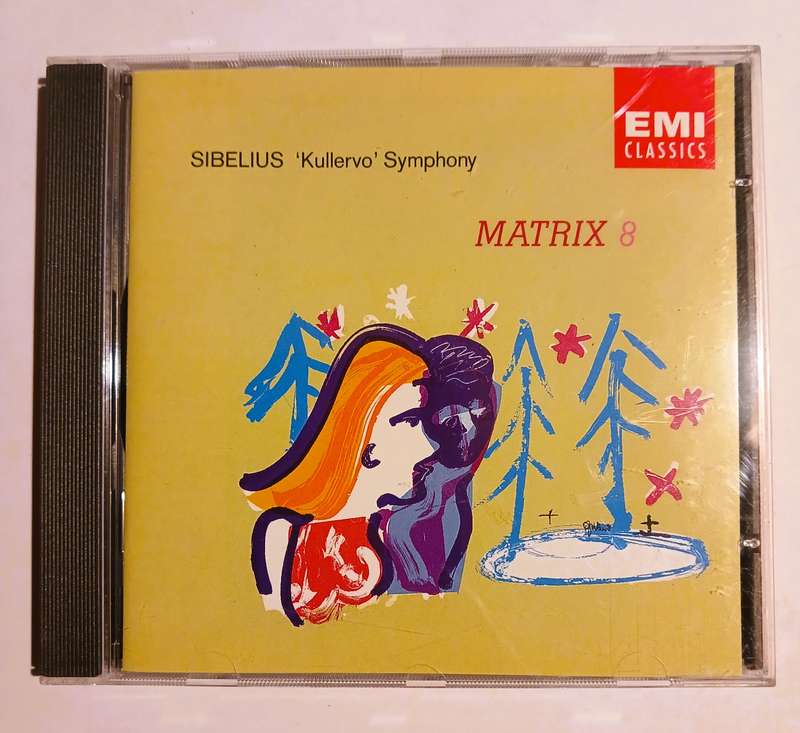 EMI
CLASSICS
SIBELIUS 'Kullervo' Symphony
MATRIX 8